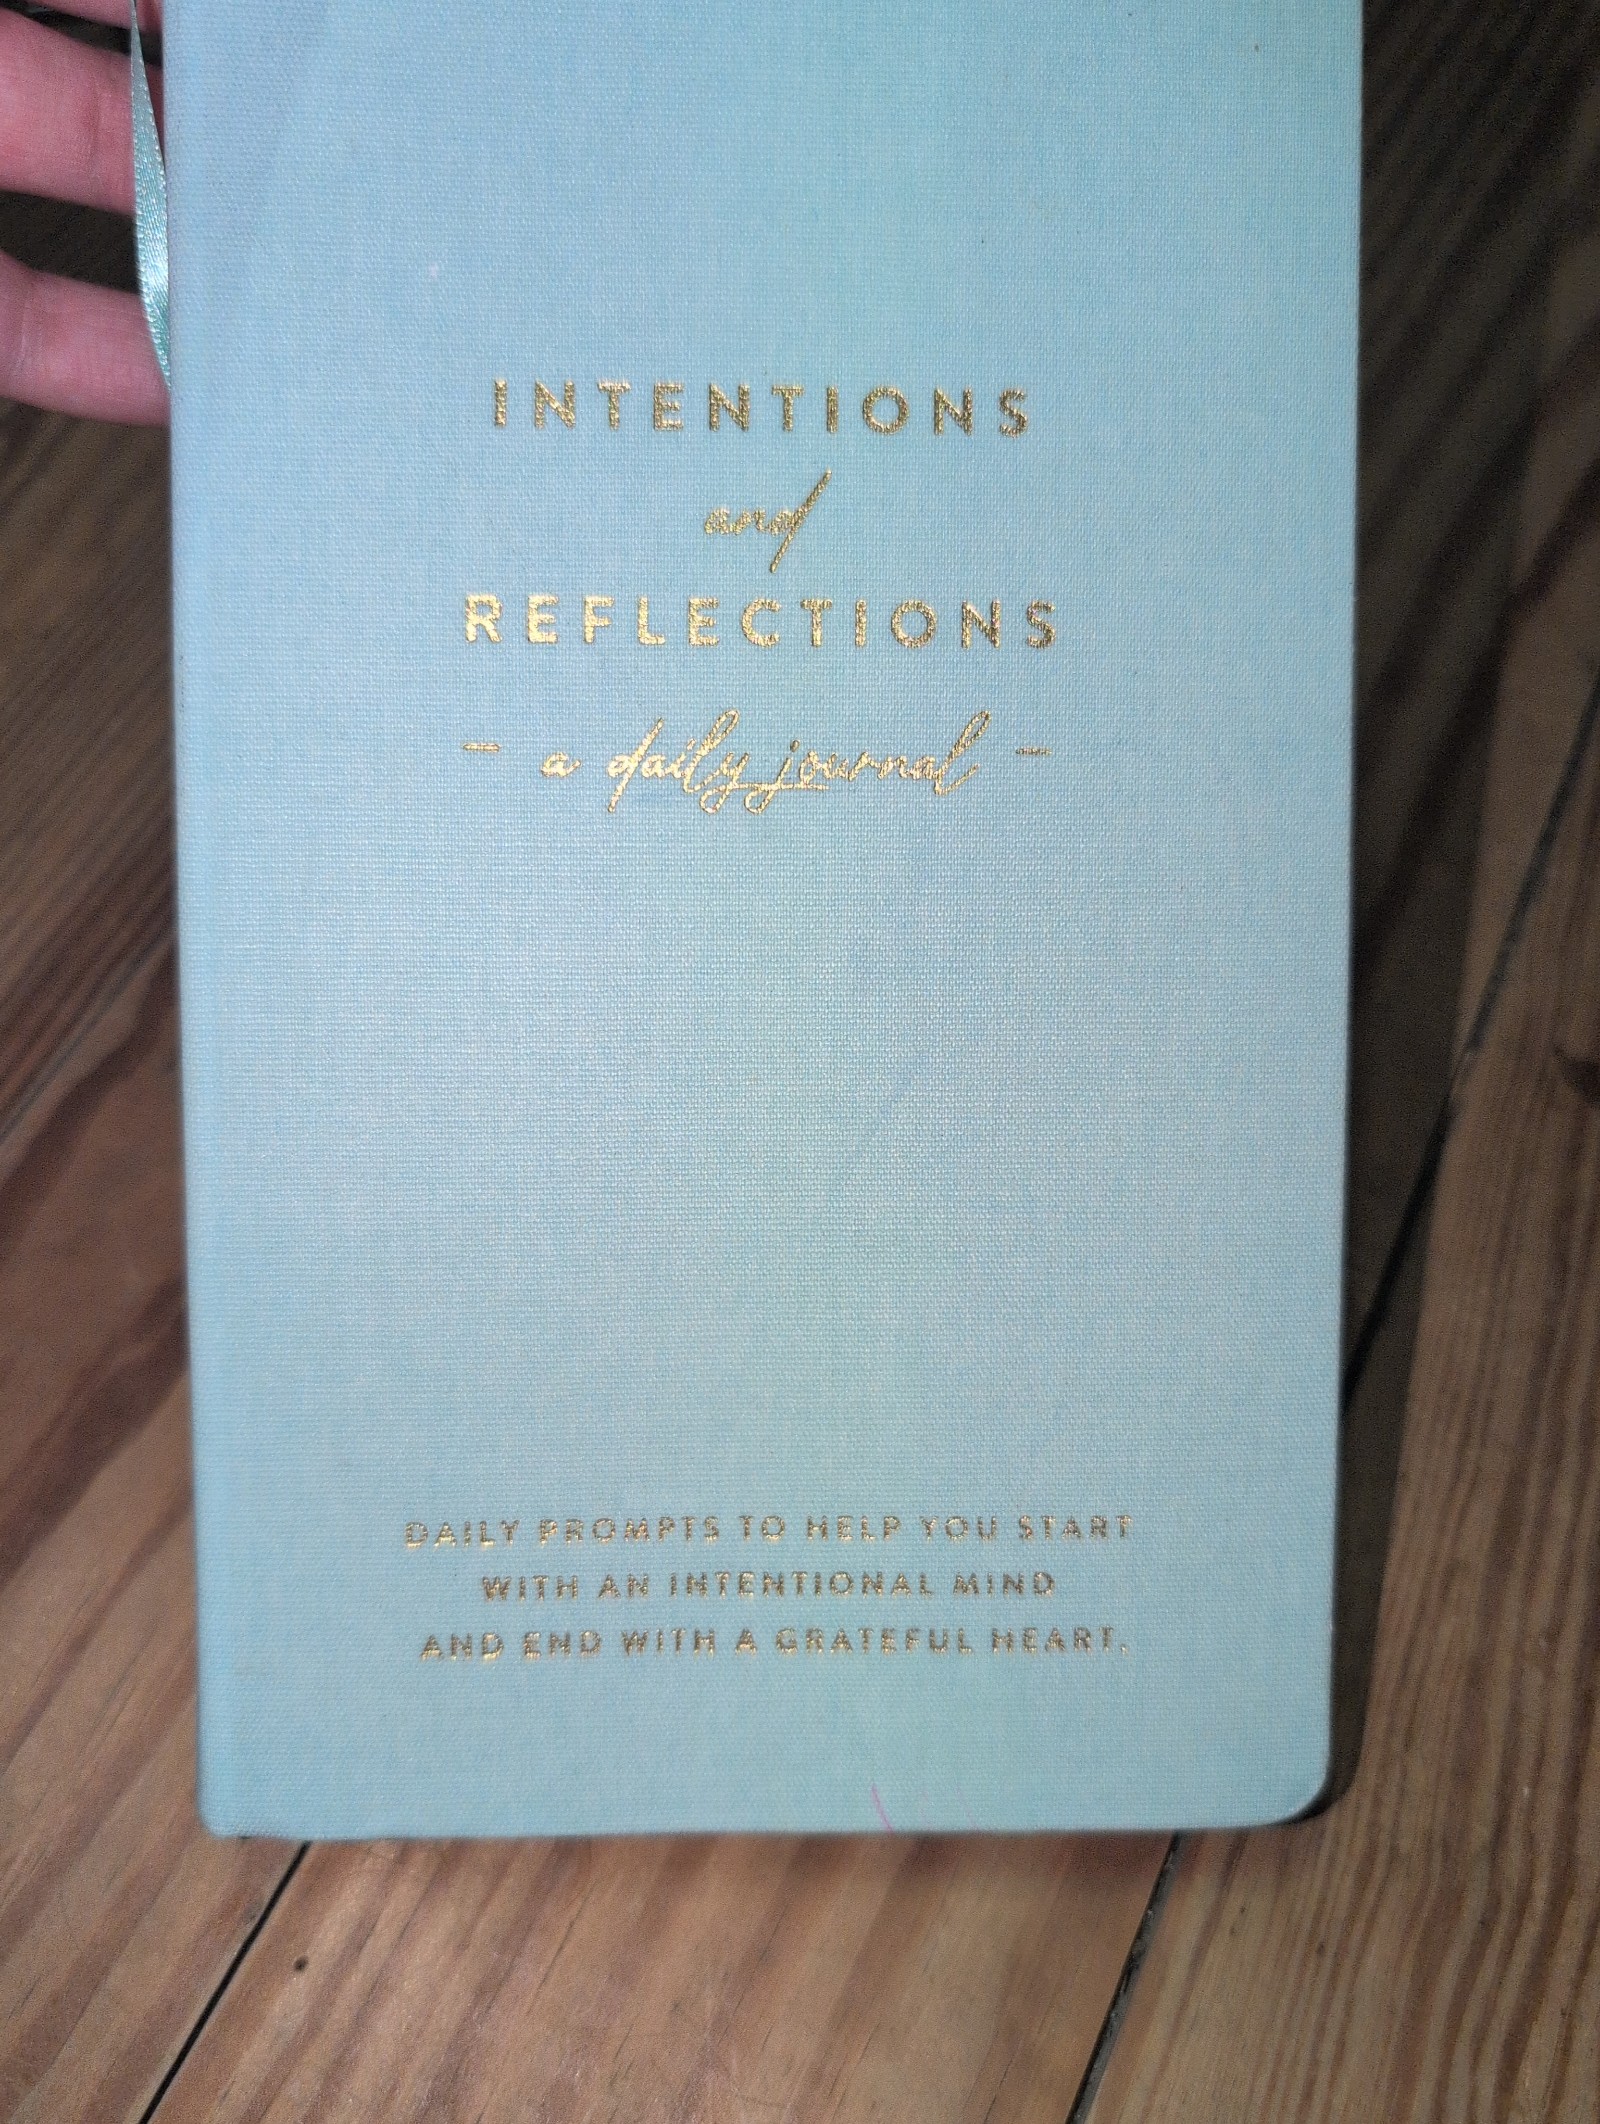 INTENTIONS
and
REFLECTIONS
– a daily journal –
DAILY PROMPTS TO HELP YOU START
WITH AN INTENTIONAL MIND
AND END WITH A GRATEFUL HEART.